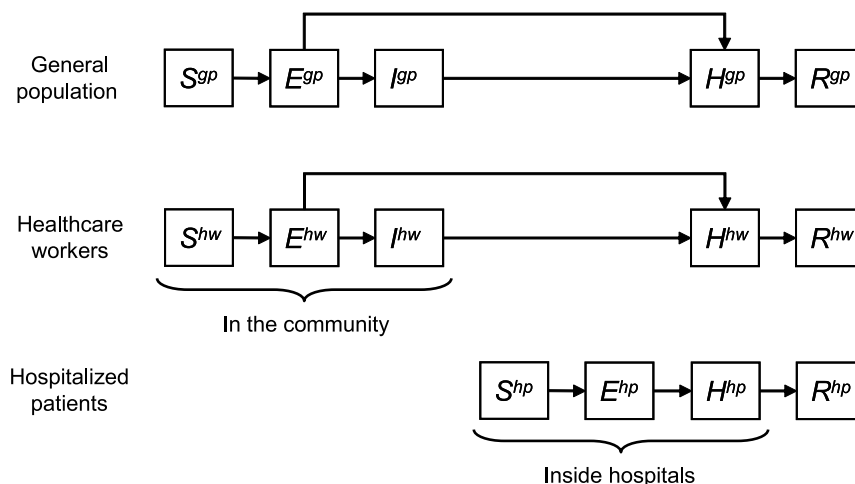 General
population
S^gp E^gp I^gp H^gp R^gp
Healthcare
workers
S^hw E^hw I^hw H^hw R^hw
In the community
Hospitalized
patients
S^hp E^hp H^hp R^hp
Inside hospitals